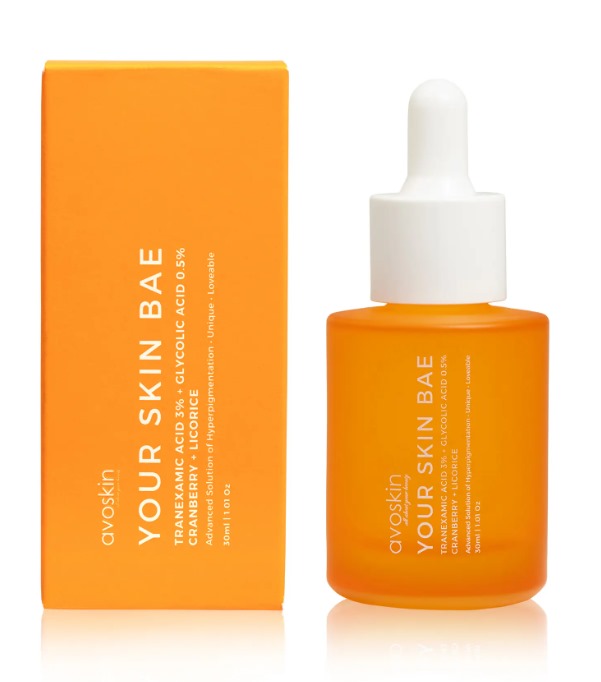 avoskin
YOUR SKIN BAE
TRANEXAMIC ACID 3% + GLYCOLIC ACID 0.5%
CRANBERRY + LICORICE
Advanced Solution of Hyperpigmentation · Unique · Loveable
30ml | 1.01 Oz
avoskin
YOUR SKIN BAE
TRANEXAMIC ACID 3% + GLYCOLIC ACID 0.5%
CRANBERRY + LICORICE
Advanced Solution of Hyperpigmentation · Unique · Loveable
30ml | 1.01 Oz